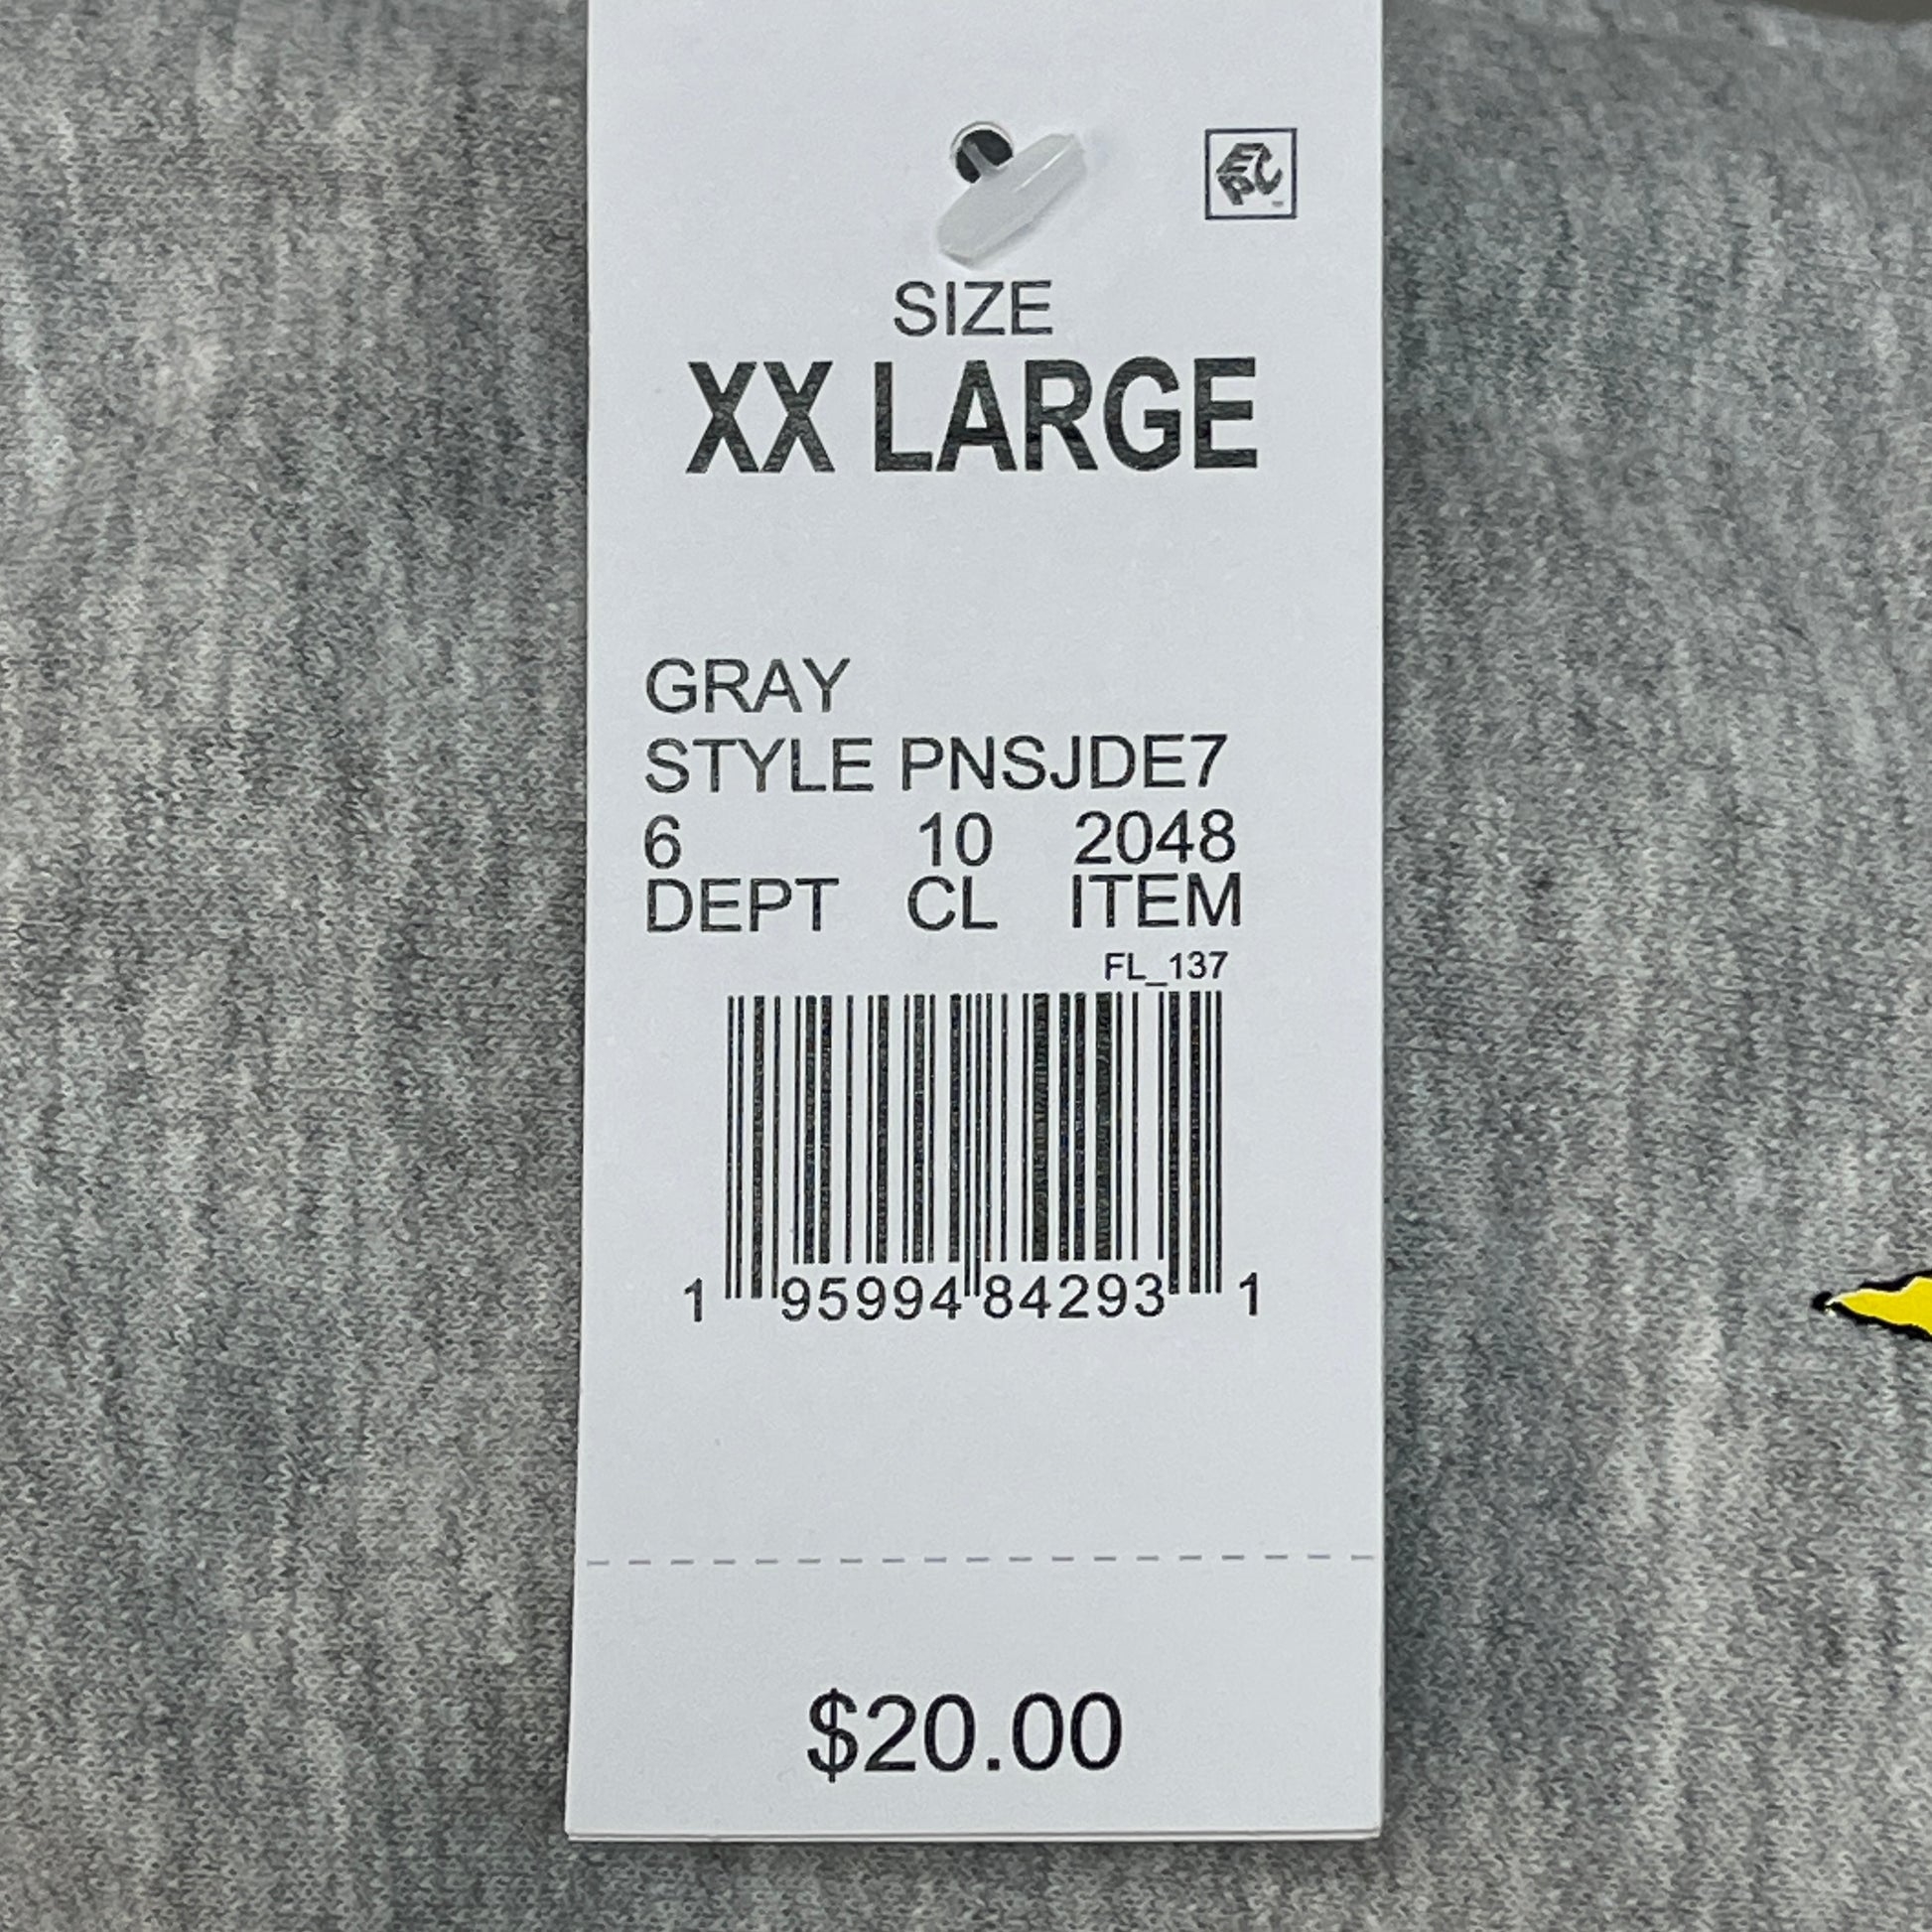 EPC
SIZE
XX LARGE
GRAY
STYLE PNSJDE7
6 10 2048
DEPT CL ITEM
FL_137
1 95994 84293 1
$20.00